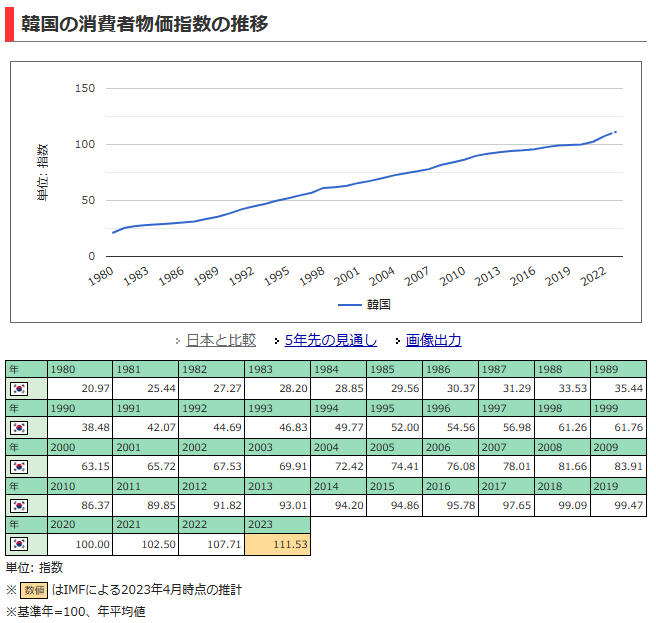 韓国の消費者物価指数の推移
150
100
50
0
単位: 指数
1980 1983 1986 1989 1992 1995 1998 2001 2004 2007 2010 2013 2016 2019 2022
韓国
日本と比較 5年先の見通し 画像出力
年 1980 1981 1982 1983 1984 1985 1986 1987 1988 1989
20.97 25.44 27.27 28.20 28.85 29.56 30.37 31.29 33.53 35.44
年 1990 1991 1992 1993 1994 1995 1996 1997 1998 1999
38.48 42.07 44.69 46.83 49.77 52.00 54.56 56.98 61.26 61.76
年 2000 2001 2002 2003 2004 2005 2006 2007 2008 2009
63.15 65.72 67.53 69.91 72.42 74.41 76.08 78.01 81.66 83.91
年 2010 2011 2012 2013 2014 2015 2016 2017 2018 2019
86.37 89.85 91.82 93.01 94.20 94.86 95.78 97.65 99.09 99.47
年 2020 2021 2022 2023
100.00 102.50 107.71 111.53
単位: 指数
※ 数値 はIMFによる2023年4月時点の推計
※基準年=100、年平均値